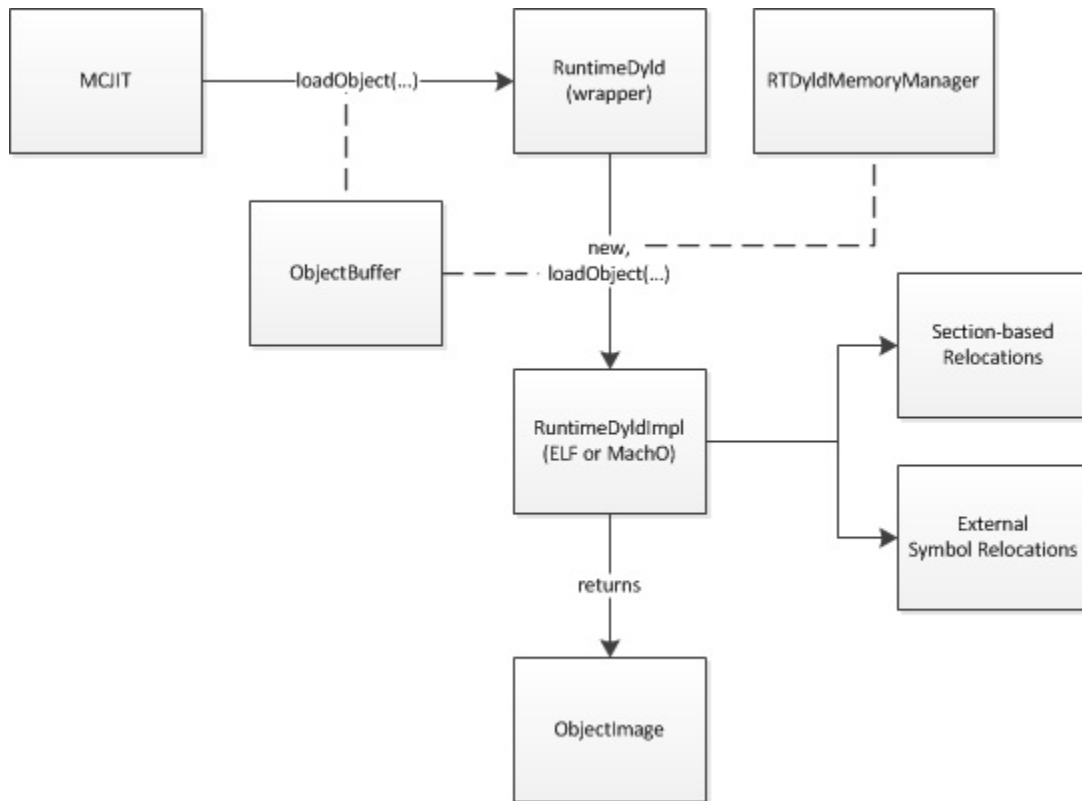 MCJIT
loadObject(...)
RuntimeDyld
(wrapper)
RTDyldMemoryManager
ObjectBuffer
new,
loadObject(...)
Section-based
Relocations
RuntimeDyldImpl
(ELF or MachO)
External
Symbol Relocations
returns
ObjectImage